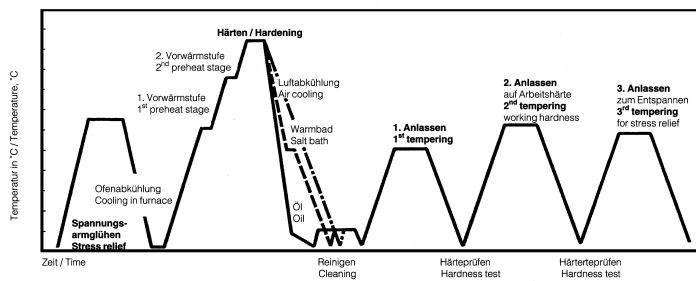 Temperatur in °C / Temperature, °C
Härten / Hardening
2. Vorwärmstufe
2nd preheat stage
1. Vorwärmstufe
1st preheat stage
Luftabkühlung
Air cooling
Warmbad
Salt bath
Öl
Oil
Ofenabkühlung
Cooling in furnace
Spannungs-
armglühen
Stress relief
1. Anlassen
1st tempering
2. Anlassen
auf Arbeitshärte
2nd tempering
working hardness
3. Anlassen
zum Entspannen
3rd tempering
for stress relief
Zeit / Time
Reinigen
Cleaning
Härteprüfen
Hardness test
Härterteprüfen
Hardness test